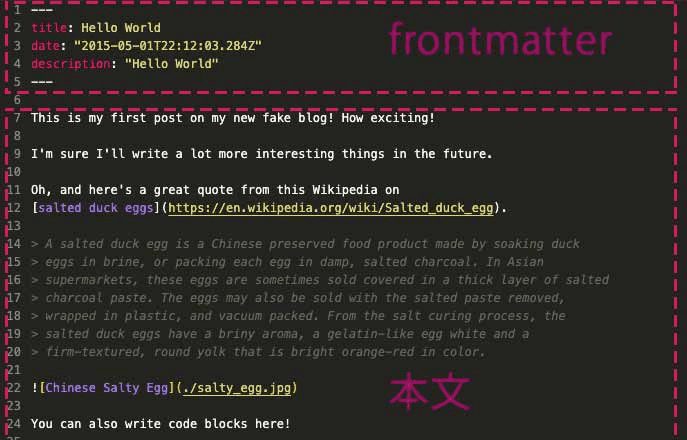 1 ---
2 title: Hello World
3 date: "2015-05-01T22:12:03.284Z"
4 description: "Hello World"
5 ---
frontmatter
6
7 This is my first post on my new fake blog! How exciting!
8
9 I'm sure I'll write a lot more interesting things in the future.
10
11 Oh, and here's a great quote from this Wikipedia on
12 [salted duck eggs](https://en.wikipedia.org/wiki/Salted_duck_egg).
13
14 > A salted duck egg is a Chinese preserved food product made by soaking duck
15 > eggs in brine, or packing each egg in damp, salted charcoal. In Asian
16 > supermarkets, these eggs are sometimes sold covered in a thick layer of salted
17 > charcoal paste. The eggs may also be sold with the salted paste removed,
18 > wrapped in plastic, and vacuum packed. From the salt curing process, the
19 > salted duck eggs have a briny aroma, a gelatin-like egg white and a
20 > firm-textured, round yolk that is bright orange-red in color.
21
22 ![Chinese Salty Egg](./salty_egg.jpg)
本文
23
24 You can also write code blocks here!
25